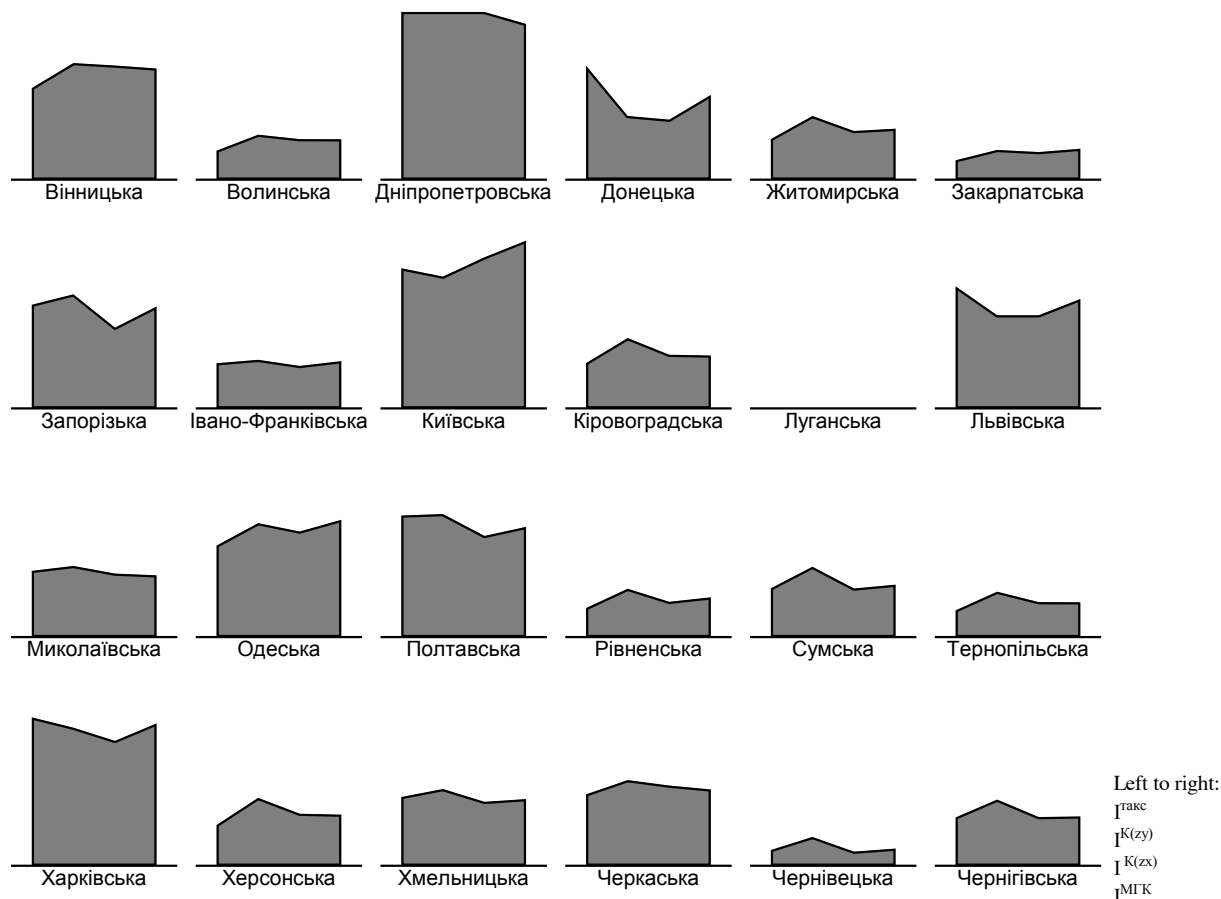 Вінницька Волинська Дніпропетровська Донецька Житомирська Закарпатська
Запорізька Івано-Франківська Київська Кіровоградська Луганська Львівська
Миколаївська Одеська Полтавська Рівненська Сумська Тернопільська
Харківська Херсонська Хмельницька Черкаська Чернівецька Чернігівська
Left to right:
Iтакс
IK(zy)
I K(zx)
IМГК